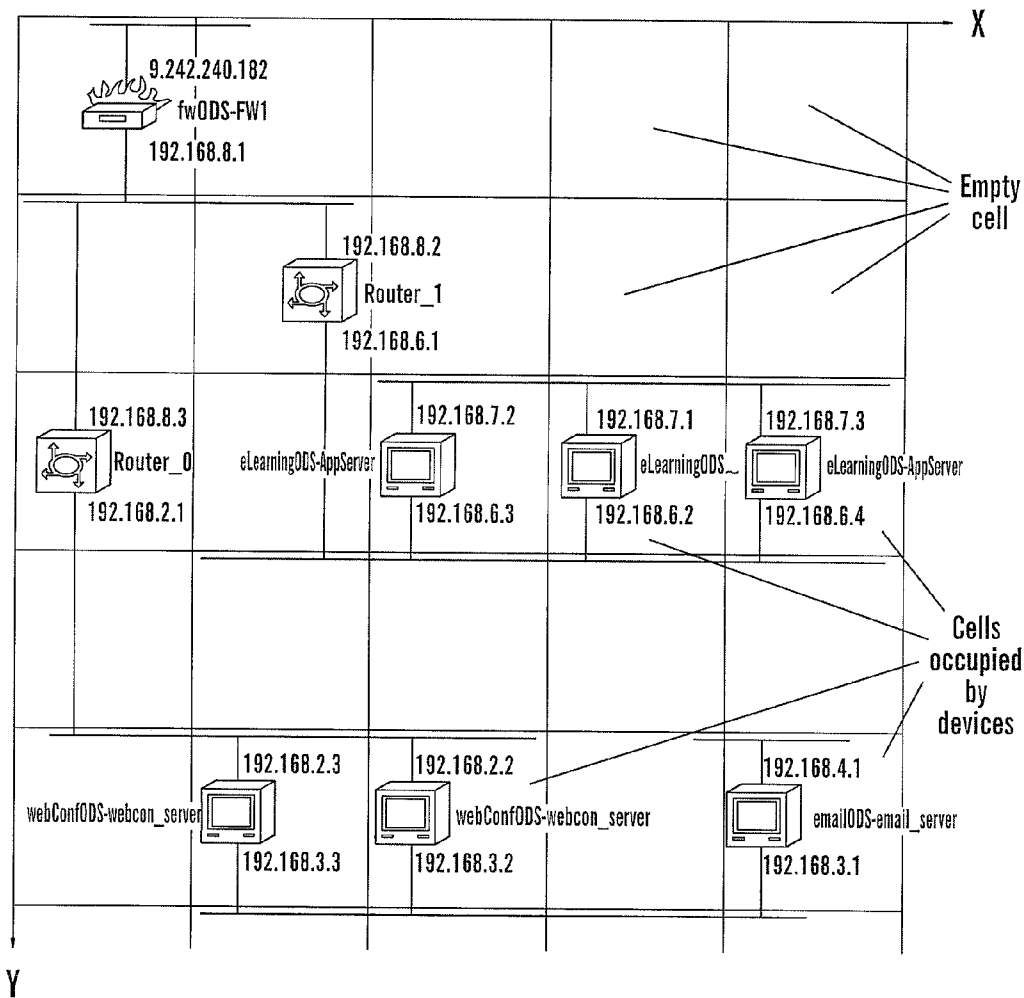 X
9.242.240.182
fwODS-FW1
192.168.8.1
Empty
cell
192.168.8.2
Router_1
192.168.6.1
192.168.8.3
Router_0
192.168.2.1
192.168.7.2
eLearningODS-AppServer
192.168.6.3
192.168.7.1
eLearningODS~
192.168.6.2
192.168.7.3
eLearningODS-AppServer
192.168.6.4
Cells
occupied
by
devices
192.168.2.3
webConfODS-webcon_server
192.168.3.3
192.168.2.2
webConfODS-webcon_server
192.168.3.2
192.168.4.1
emailODS-email_server
192.168.3.1
Y